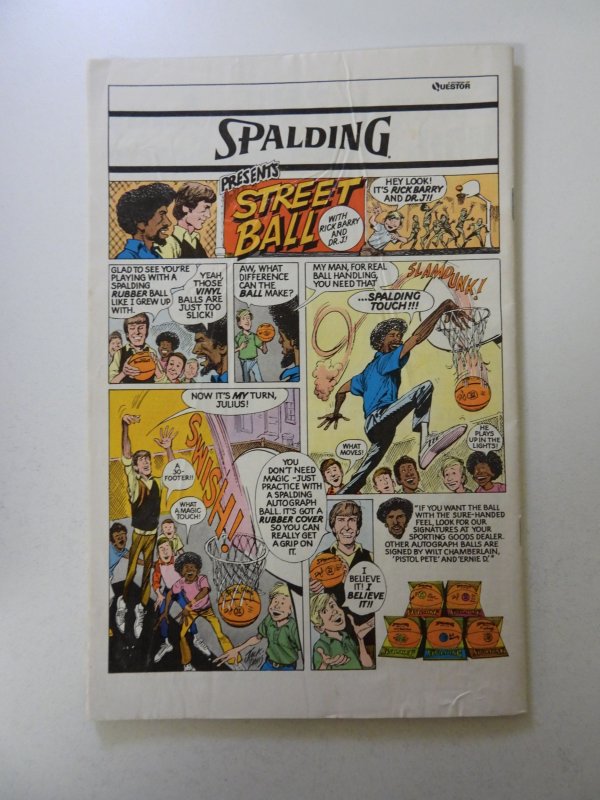 QUESTOR
SPALDING
PRESENTS
STREET
BALL
WITH
RICK BARRY
AND
DR. J!
HEY LOOK!
IT'S RICK BARRY
AND DR. J!!
GLAD TO SEE YOU'RE
PLAYING WITH A
SPALDING
RUBBER BALL
LIKE I GREW UP
WITH.
YEAH,
THOSE
VINYL
BALLS ARE
JUST TOO
SLICK!
AW, WHAT
DIFFERENCE
CAN THE
BALL MAKE?
MY MAN, FOR REAL
BALL HANDLING,
YOU NEED THAT
...SPALDING
TOUCH!!!
SLAMDUNK!
WHAT
MOVES!
HE
PLAYS
UP IN THE
LIGHTS!
NOW IT'S MY TURN,
JULIUS!
A
30-
FOOTER!!
WHAT
A MAGIC
TOUCH!
SWISH!
YOU
DON'T NEED
MAGIC-JUST
PRACTICE WITH
A SPALDING
AUTOGRAPH
BALL. IT'S GOT A
RUBBER COVER
SO YOU CAN
REALLY GET
A GRIP ON
IT.
I
BELIEVE
IT! I
BELIEVE
IT!!
"IF YOU WANT THE BALL
WITH THE SURE-HANDED
FEEL, LOOK FOR OUR
SIGNATURES AT YOUR
SPORTING GOODS DEALER.
OTHER AUTOGRAPH BALLS ARE
SIGNED BY WILT CHAMBERLAIN,
'PISTOL PETE' AND 'ERNIE D.'"